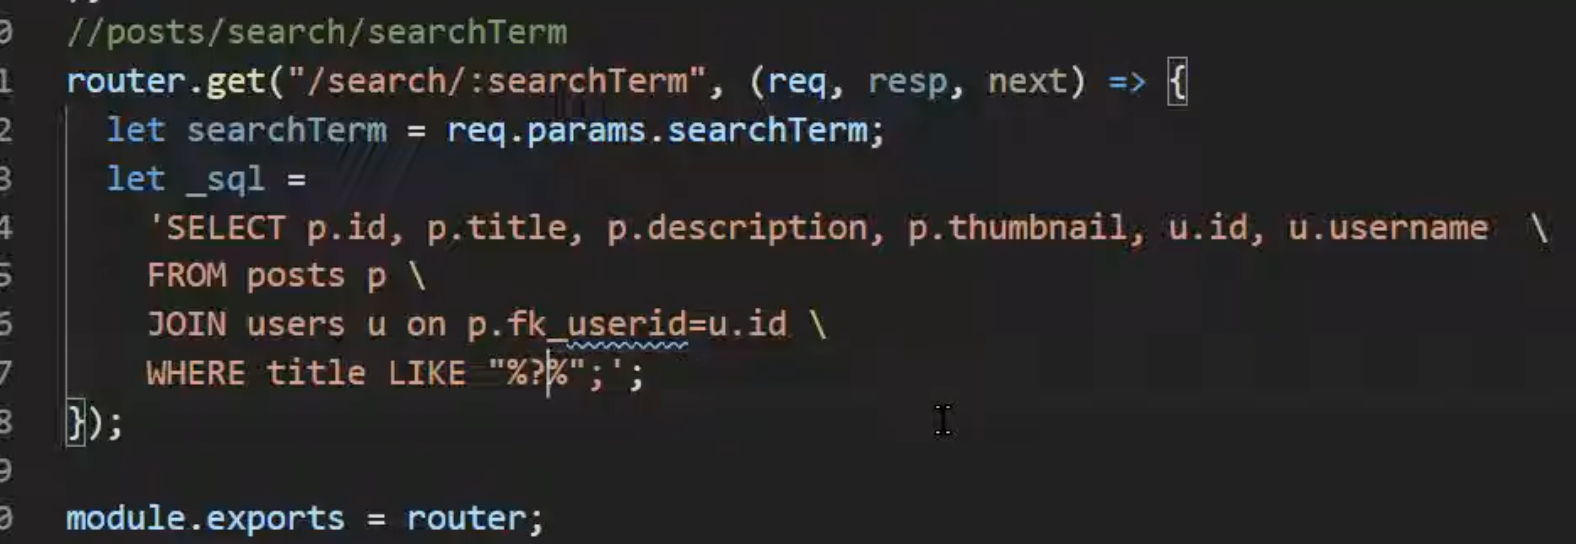 0 //posts/search/searchTerm
1 router.get("/search/:searchTerm", (req, resp, next) => {
2 let searchTerm = req.params.searchTerm;
3 let _sql =
4 'SELECT p.id, p.title, p.description, p.thumbnail, u.id, u.username \
5 FROM posts p \
6 JOIN users u on p.fk_userid=u.id \
7 WHERE title LIKE "%?%";';
8 });
9
0 module.exports = router;